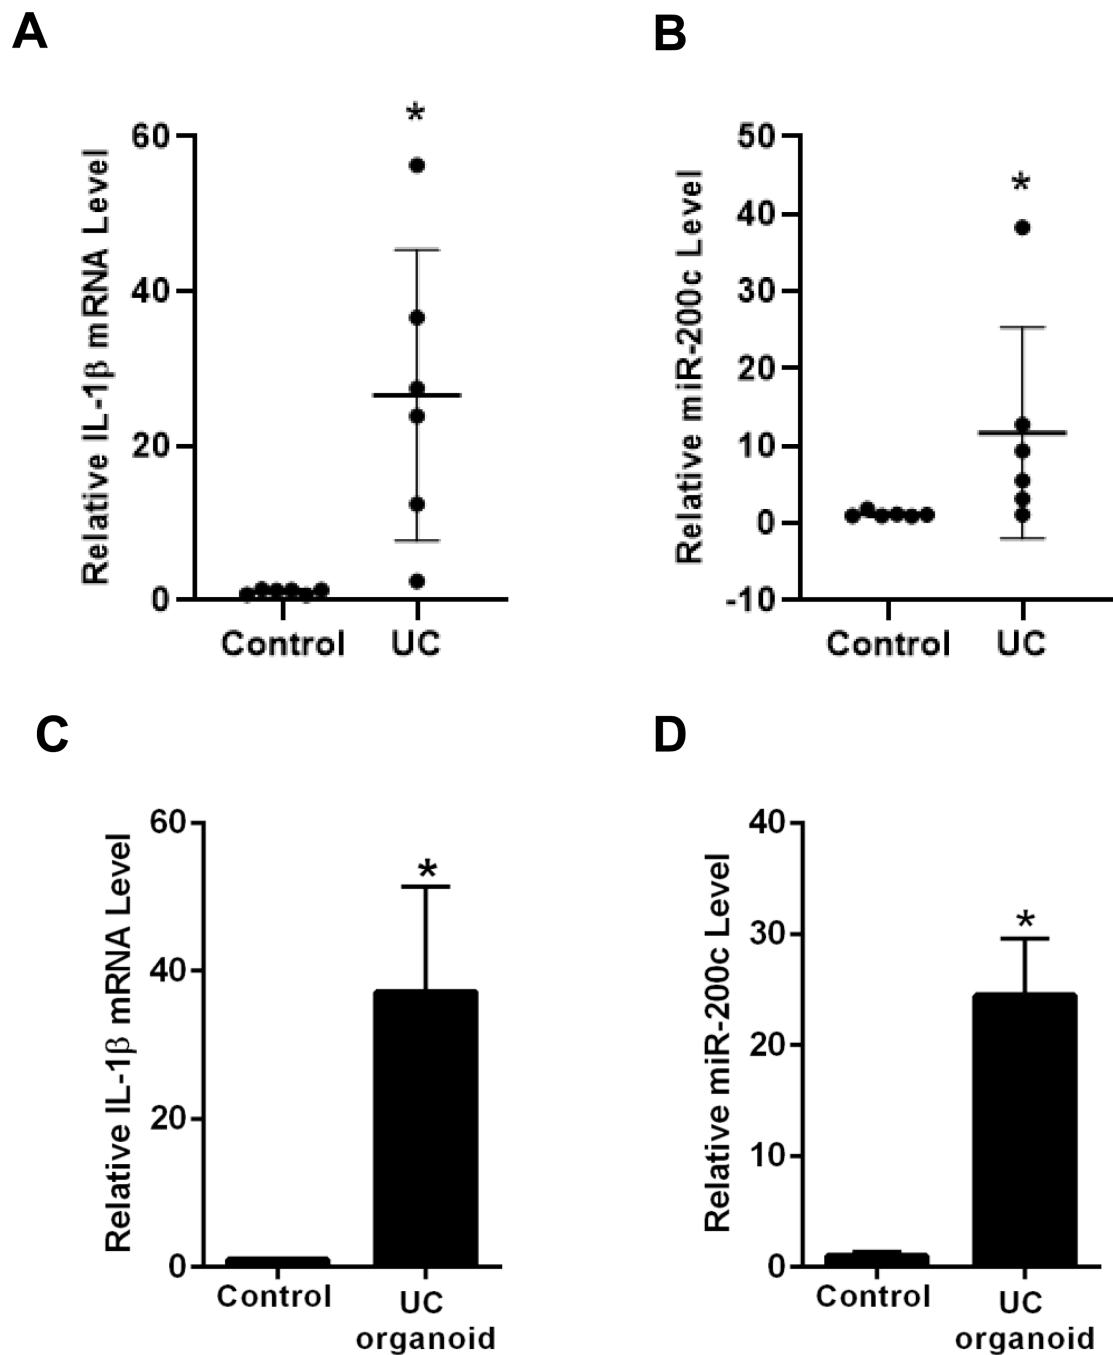 A
B
Relative IL-1β mRNA Level
60
40
20
0
*
Control
UC
Relative miR-200c Level
50
40
30
20
10
0
-10
*
Control
UC
C
D
Relative IL-1β mRNA Level
60
40
20
0
*
Control
UC
organoid
Relative miR-200c Level
40
30
20
10
0
*
Control
UC
organoid